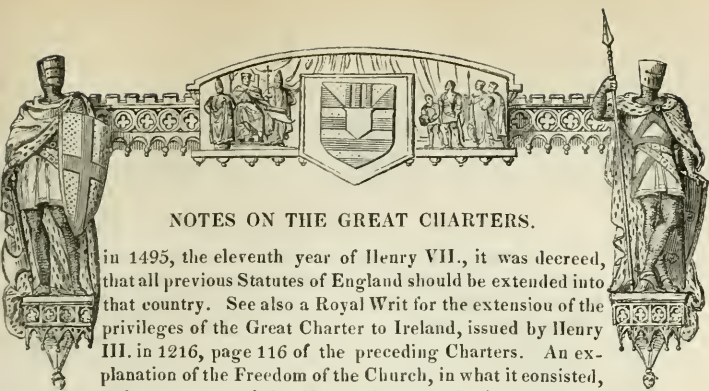 NOTES ON THE GREAT CHARTERS.
in 1495, the eleventh year of Henry VII., it was decreed,
that all previous Statutes of England should be extended into
that country. See also a Royal Writ for the extension of the
privileges of the Great Charter to Ireland, issued by Henry
III. in 1216, page 116 of the preceding Charters. An ex-
planation of the Freedom of the Church, in what it consisted,